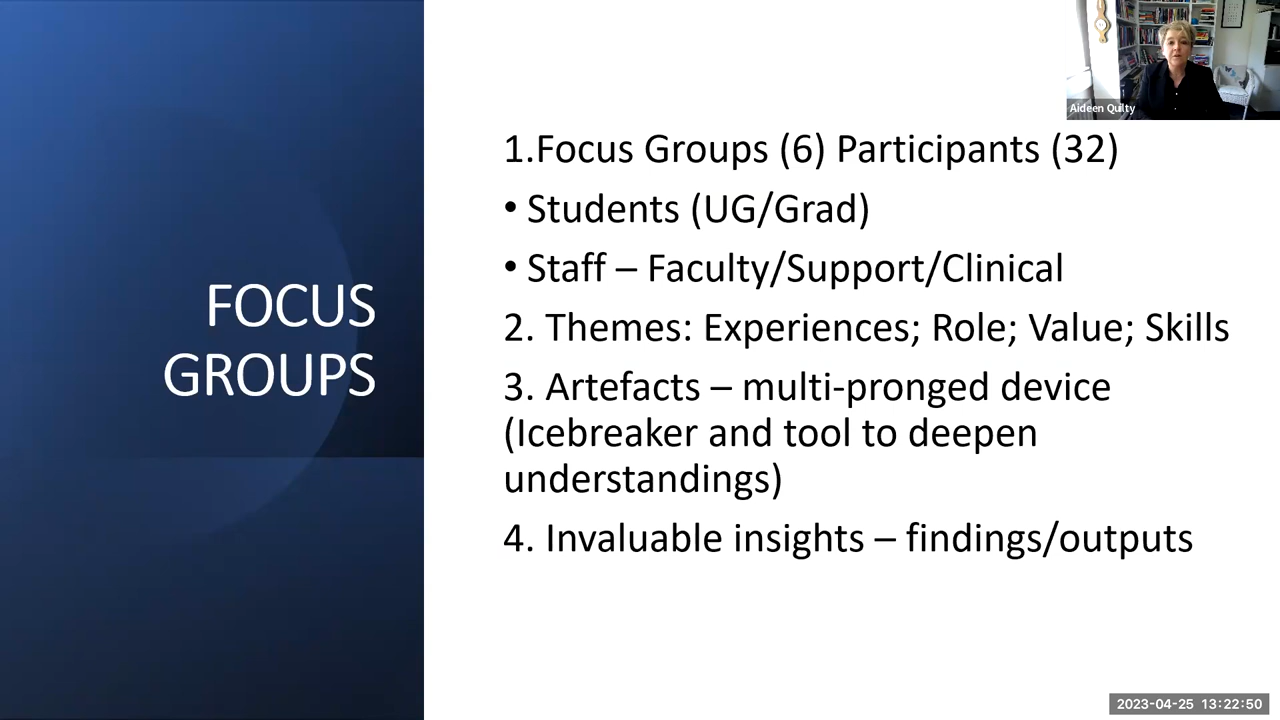 Aideen Quilty
1.Focus Groups (6) Participants (32)
• Students (UG/Grad)
• Staff – Faculty/Support/Clinical
FOCUS
GROUPS
2. Themes: Experiences; Role; Value; Skills
3. Artefacts – multi-pronged device
(Icebreaker and tool to deepen
understandings)
4. Invaluable insights – findings/outputs
2023-04-25 13:22:50